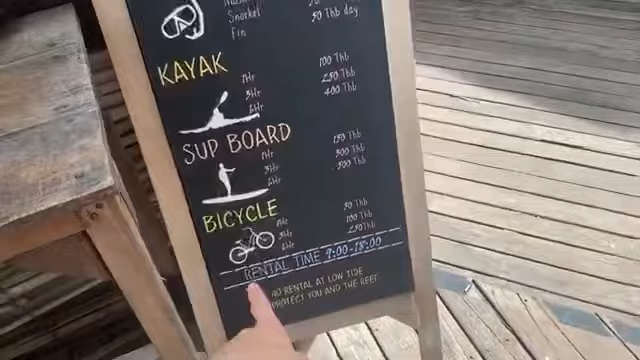 Snorkel 50 Thb day
Fin
KAYAK
1Hr 100 Thb
3Hr 250 Thb
6Hr 400 Thb
SUP BOARD
1Hr 150 Thb
3Hr 300 Thb
6Hr 500 Thb
BICYCLE
1Hr 50 Thb
3Hr 100 Thb
6Hr 250 Thb
RENTAL TIME 9:00-18:00
NO RENTAL AT LOW TIDE
PROTECT YOU AND THE REEF